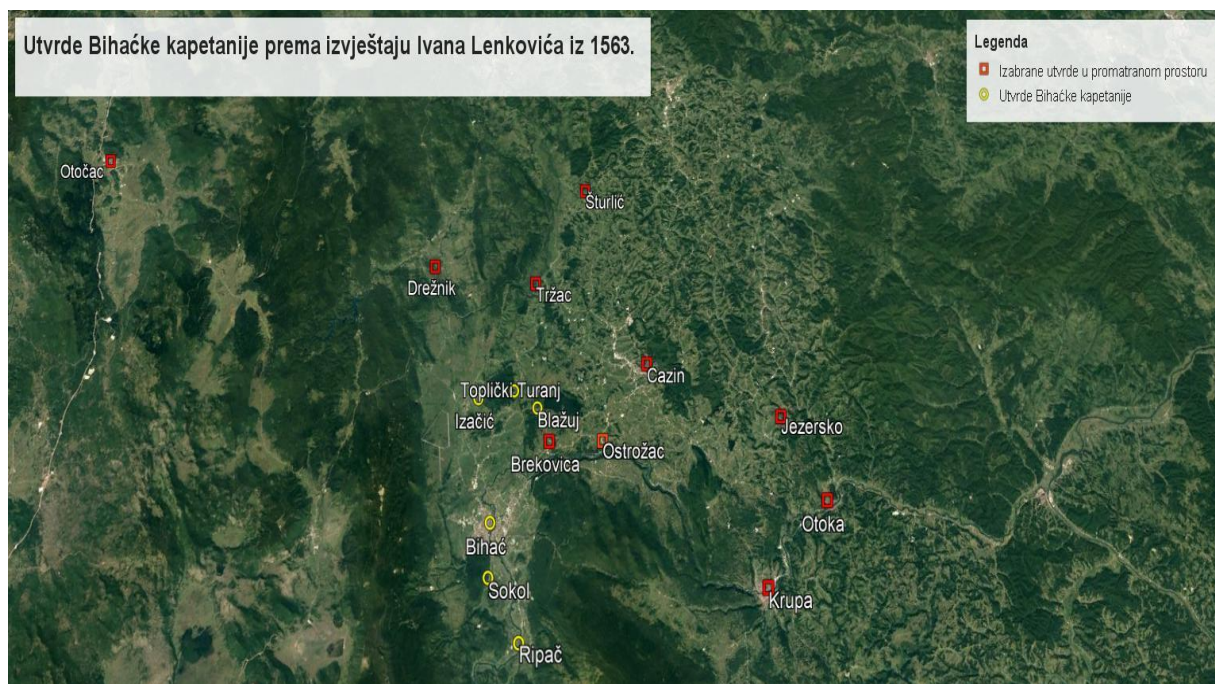 Utvrde Bihaćke kapetanije prema izvještaju Ivana Lenkovića iz 1563.
Legenda
Izabrane utvrde u promatranom prostoru
Utvrde Bihaćke kapetanije
Otočac
Šturlić
Drežnik
Tržac
Cazin
Toplički Turanj
Izačić
Blažuj
Jezersko
Brekovica
Ostrožac
Otoka
Bihać
Sokol
Krupa
Ripač